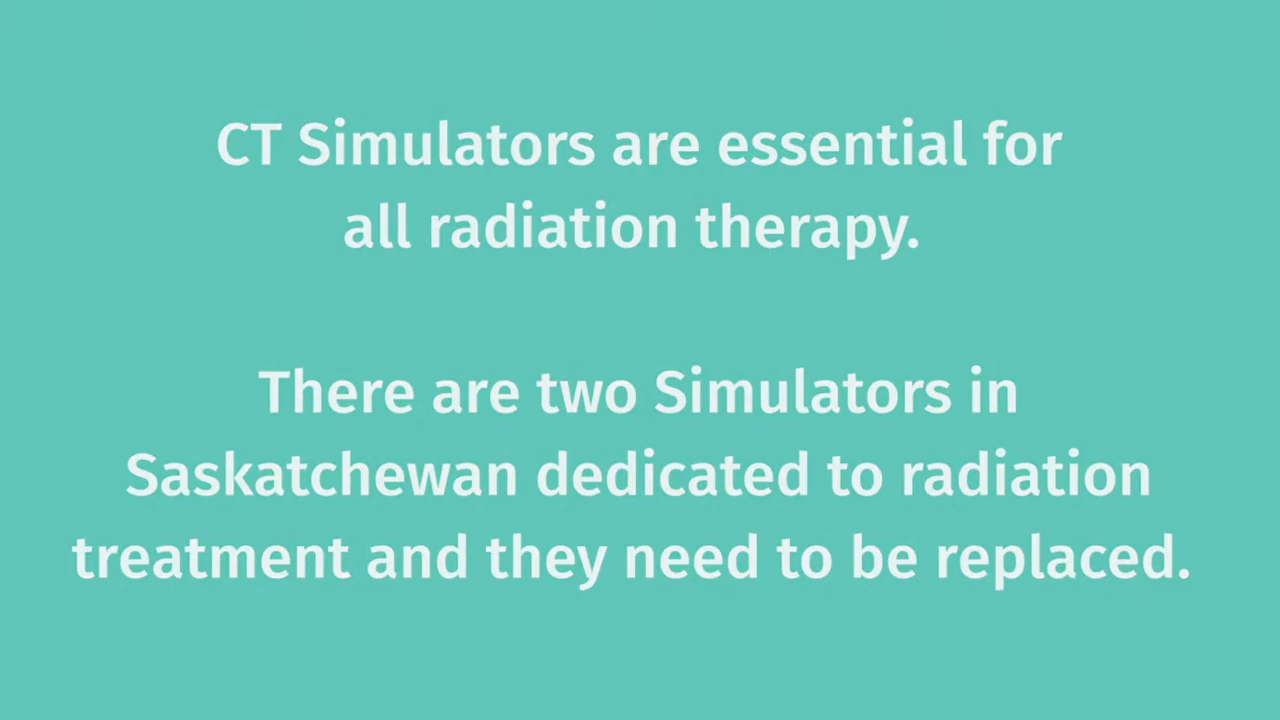 CT Simulators are essential for
all radiation therapy.
There are two Simulators in
Saskatchewan dedicated to radiation
treatment and they need to be replaced.